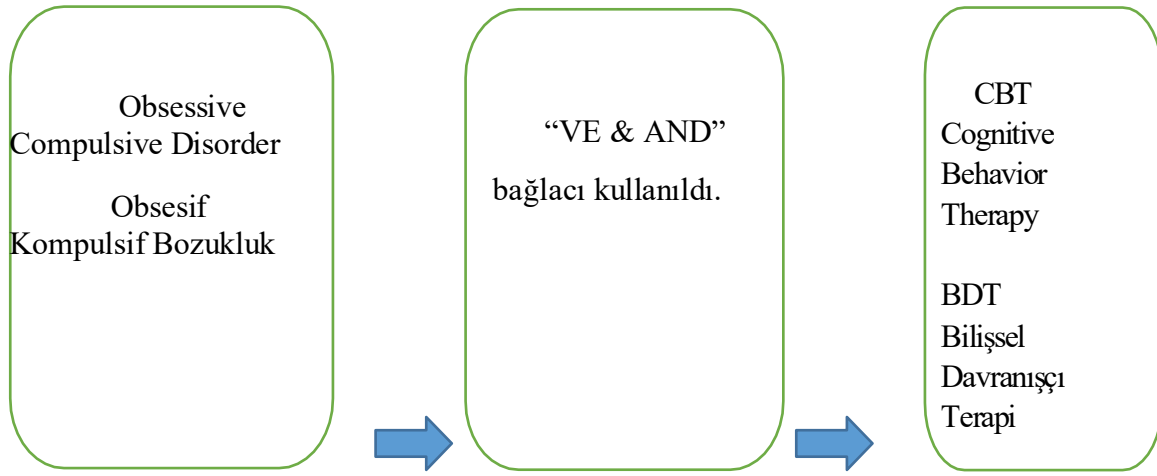 Obsessive
Compulsive Disorder
Obsesif
Kompulsif Bozukluk
“VE & AND”
bağlacı kullanıldı.
CBT
Cognitive
Behavior
Therapy
BDT
Bilişsel
Davranışçı
Terapi